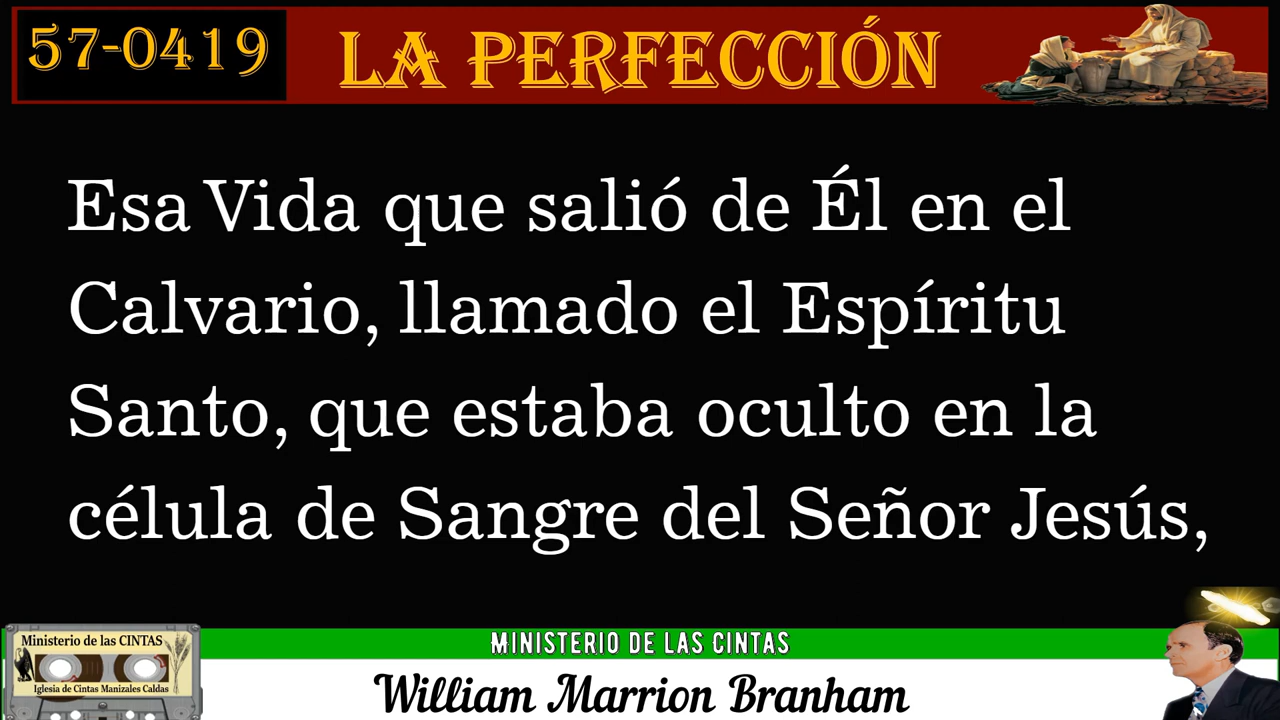 57-0419
LA PERFECCIÓN
Esa Vida que salió de Él en el
Calvario, llamado el Espíritu
Santo, que estaba oculto en la
célula de Sangre del Señor Jesús,
Ministerio de las CINTAS
Iglesia de Cintas Manizales Caldas
MINISTERIO DE LAS CINTAS
William Marrion Branham